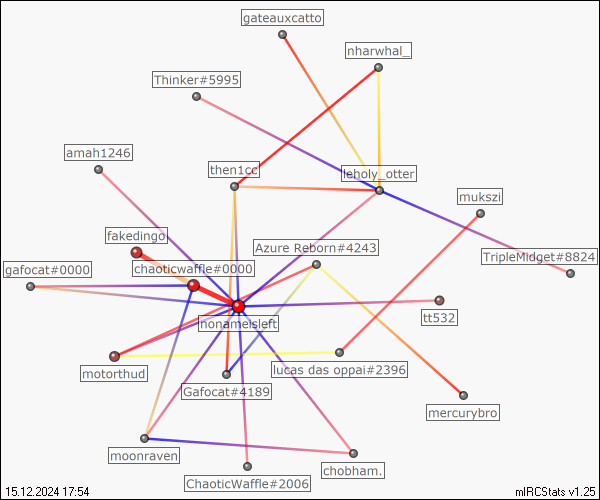 gateauxcatto
nharwhal_
Thinker#5995
amah1246
then1cc
leholy_otter
mukszi
fakedingo
Azure Reborn#4243
TripleMidget#8824
gafocat#0000
chaoticwaffle#0000
nonameisleft
tt532
motorthud
lucas das oppai#2396
Gafocat#4189
mercurybro
moonraven
chobham.
ChaoticWaffle#2006
15.12.2024 17:54
mIRCStats v1.25